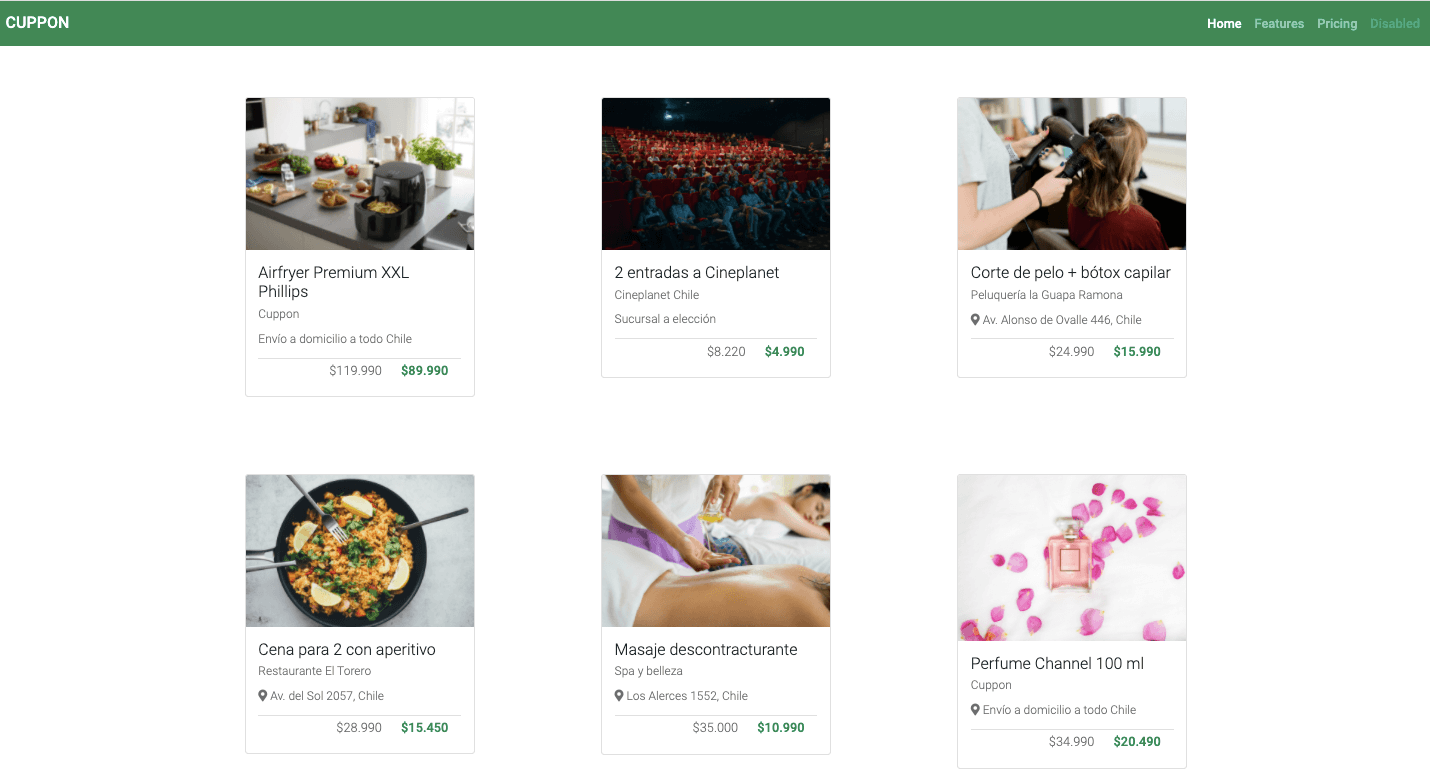 CUPPON
Home Features Pricing Disabled
Airfryer Premium XXL
Phillips
Cuppon
Envío a domicilio a todo Chile
$119.990 $89.990
2 entradas a Cineplanet
Cineplanet Chile
Sucursal a elección
$8.220 $4.990
Corte de pelo + bótox capilar
Peluquería la Guapa Ramona
Av. Alonso de Ovalle 446, Chile
$24.990 $15.990
Cena para 2 con aperitivo
Restaurante El Torero
Av. del Sol 2057, Chile
$28.990 $15.450
Masaje descontracturante
Spa y belleza
Los Alerces 1552, Chile
$35.000 $10.990
Perfume Channel 100 ml
Cuppon
Envío a domicilio a todo Chile
$34.990 $20.490